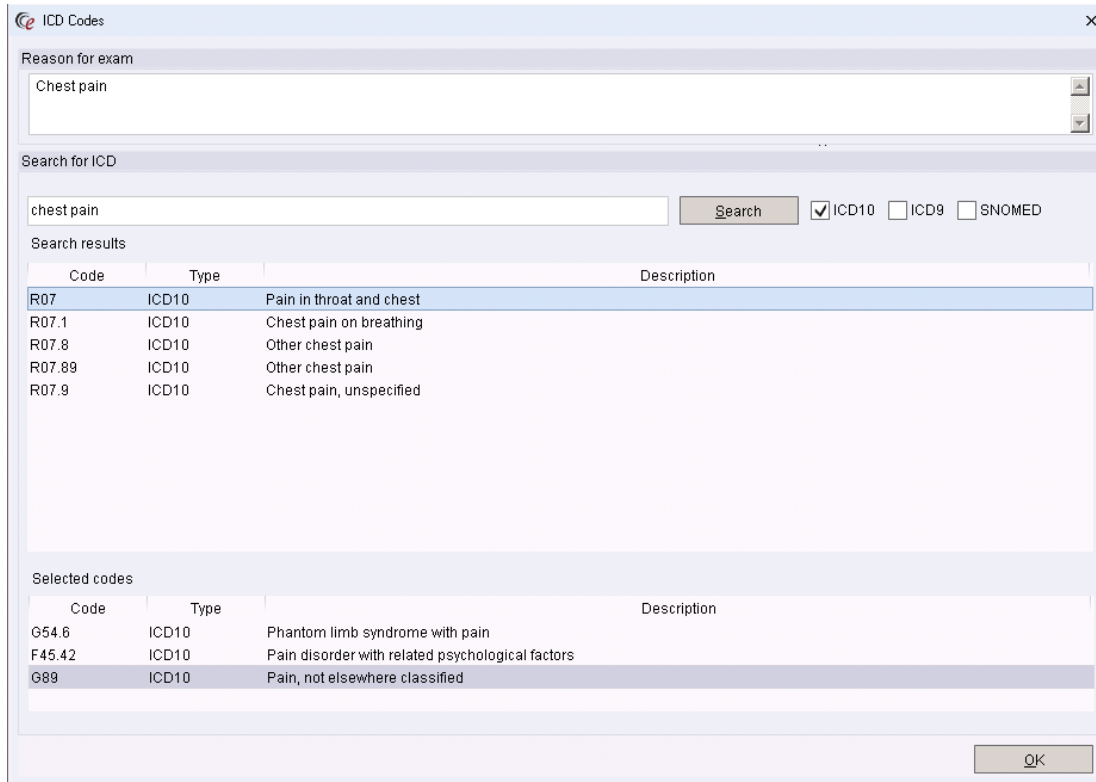 ICD Codes
Reason for exam
Chest pain
Search for ICD
chest pain Search ICD10 ICD9 SNOMED
Search results
Code Type Description
R07 ICD10 Pain in throat and chest
R07.1 ICD10 Chest pain on breathing
R07.8 ICD10 Other chest pain
R07.89 ICD10 Other chest pain
R07.9 ICD10 Chest pain, unspecified
Selected codes
Code Type Description
G54.6 ICD10 Phantom limb syndrome with pain
F45.42 ICD10 Pain disorder with related psychological factors
G89 ICD10 Pain, not elsewhere classified
OK